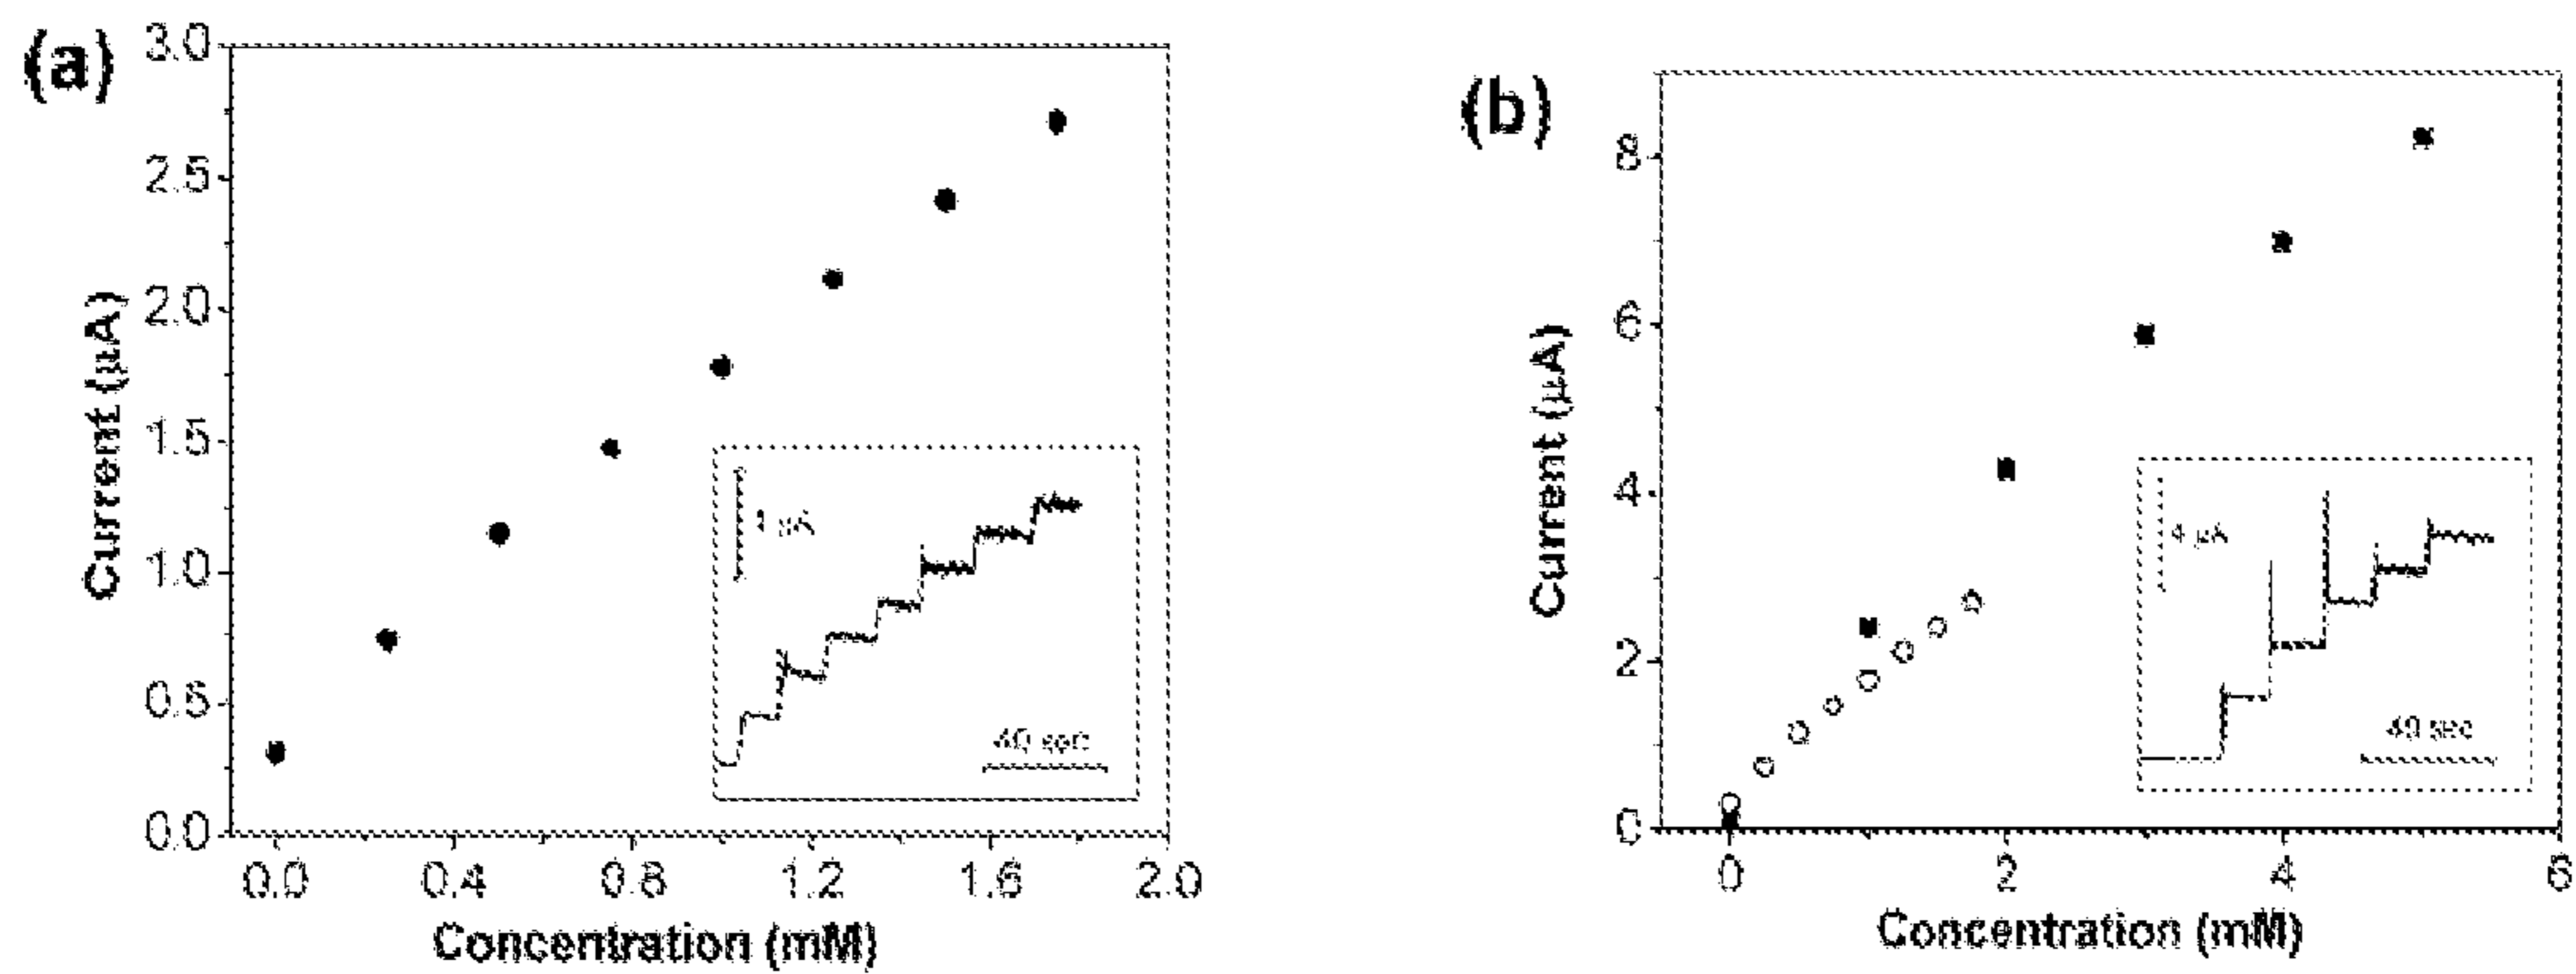 (a)
3.0
2.5
2.0
1.5
1.0
0.5
0.0
Current (µA)
1 µA
40 sec
0.0 0.4 0.8 1.2 1.6 2.0
Concentration (mM)
(b)
8
6
4
2
0
Current (µA)
4 µA
40 sec
0 2 4 6
Concentration (mM)